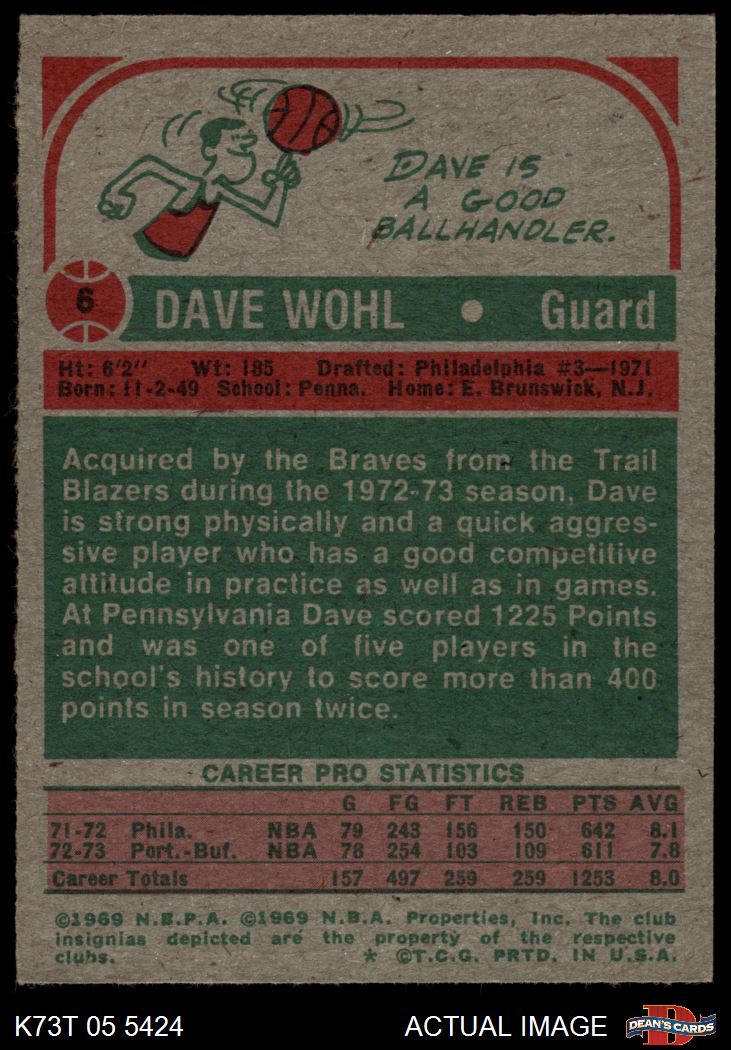 DAVE IS
A GOOD
BALLHANDLER.
6 DAVE WOHL • Guard
Ht: 6'2" Wt: 185 Drafted: Philadelphia #3—1971
Born: 11-2-49 School: Penna. Home: E. Brunswick, N.J.
Acquired by the Braves from the Trail
Blazers during the 1972-73 season, Dave
is strong physically and a quick aggres-
sive player who has a good competitive
attitude in practice as well as in games.
At Pennsylvania Dave scored 1225 Points
and was one of five players in the
school's history to score more than 400
points in season twice.
CAREER PRO STATISTICS
G FG FT REB PTS AVG
71-72 Phila. NBA 79 243 156 150 642 8.1
72-73 Port.-Buf. NBA 78 254 103 109 611 7.8
Career Totals 157 497 259 259 1253 8.0
©1969 N.B.P.A. ©1969 N.B.A. Properties, Inc. The club
insignias depicted are the property of the respective
clubs. * ©T.C.G. PRTD. IN U.S.A.
K73T 05 5424 ACTUAL IMAGE DEAN'S CARDS